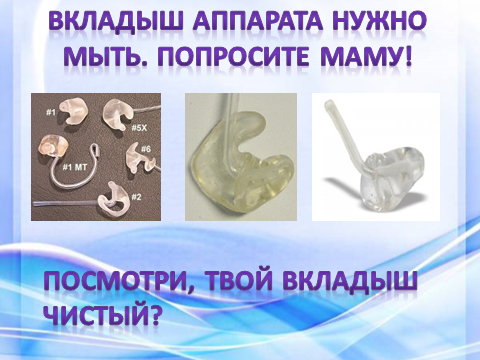 ВКЛАДЫШ АППАРАТА НУЖНО
МЫТЬ. ПОПРОСИТЕ МАМУ!
#1
#5X
#6
#1 MT
#2
ПОСМОТРИ, ТВОЙ ВКЛАДЫШ
ЧИСТЫЙ?